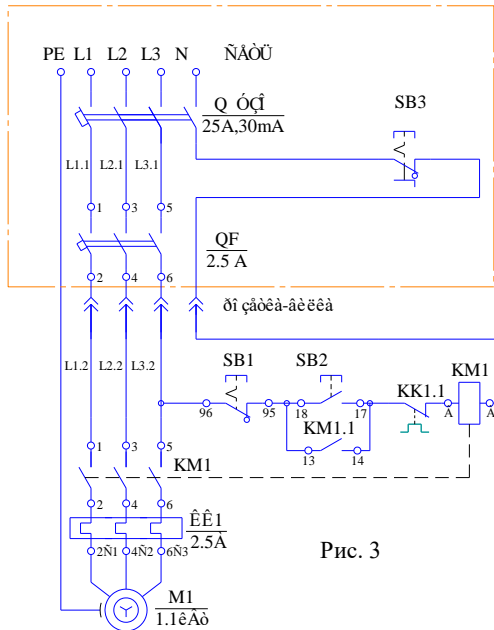 PE L1 L2 L3 N ÑÅÒÜ
SB3
Q ÓÇÎ
25A,30mA
L1.1 L2.1 L3.1
1 3 5
QF
2.5 A
2 4 6
ðî çåòêà-âèëêà
L1.2 L2.2 L3.2
SB1 SB2 KM1
KK1.1
96 95 18 17 A A
KM1.1
13 14
1 3 5
KM1
2 4 6
ÊÊ1
2.5À
2Ñ1 4Ñ2 6Ñ3
Рис. 3
M1
1.1êÂò